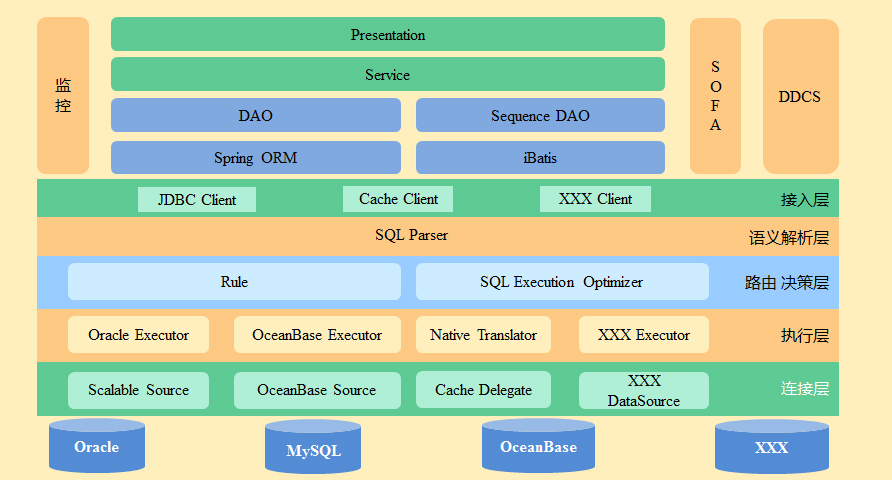 监
控
Presentation
Service
DAO
Sequence DAO
Spring ORM
iBatis
S
O
F
A
DDCS
JDBC Client
Cache Client
XXX Client
接入层
SQL Parser
语义解析层
Rule
SQL Execution Optimizer
路由 决策层
Oracle Executor
OceanBase Executor
Native Translator
XXX Executor
执行层
Scalable Source
OceanBase Source
Cache Delegate
XXX
DataSource
连接层
Oracle
MySQL
OceanBase
XXX